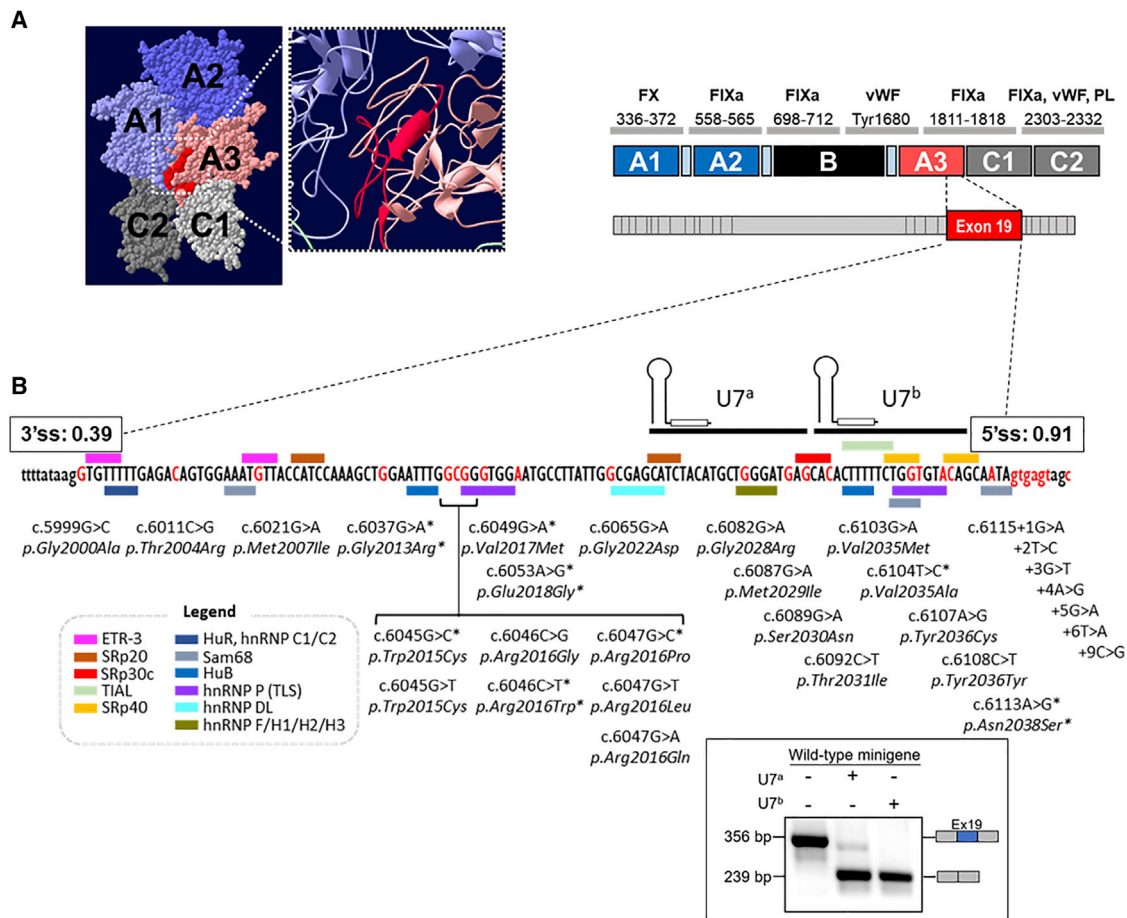 A
A2
A1
A3
C2
C1
FX
336-372
FIXa
558-565
FIXa
698-712
vWF
Tyr1680
FIXa
1811-1818
FIXa, vWF, PL
2303-2332
A1
A2
B
A3
C1
C2
Exon 19
B
U7a
U7b
3'ss: 0.39
5'ss: 0.91
ttttataagGTGTTTTTGAGACAGTGGAAATGTTACCATCCAAAGCTGGAATTTGGCGGGTGGAATGCCTTATTGGCGAGCATCTACATGCTGGGATGAGCACACTTTTTCTGGTGTACAGCAATAgtgagtagc
c.5999G>C
p.Gly2000Ala
c.6011C>G
p.Thr2004Arg
c.6021G>A
p.Met2007Ile
c.6037G>A*
p.Gly2013Arg*
c.6049G>A*
p.Val2017Met
c.6053A>G*
p.Glu2018Gly*
c.6065G>A
p.Gly2022Asp
c.6082G>A
p.Gly2028Arg
c.6087G>A
p.Met2029Ile
c.6089G>A
p.Ser2030Asn
c.6092C>T
p.Thr2031Ile
c.6103G>A
p.Val2035Met
c.6104T>C*
p.Val2035Ala
c.6107A>G
p.Tyr2036Cys
c.6108C>T
p.Tyr2036Tyr
c.6113A>G*
p.Asn2038Ser*
c.6115+1G>A
+2T>C
+3G>T
+4A>G
+5G>A
+6T>A
+9C>G
c.6045G>C*
p.Trp2015Cys
c.6046C>G
p.Arg2016Gly
c.6047G>C*
p.Arg2016Pro
c.6045G>T
p.Trp2015Cys
c.6046C>T*
p.Arg2016Trp*
c.6047G>T
p.Arg2016Leu
c.6047G>A
p.Arg2016Gln
Legend
ETR-3
SRp20
SRp30c
TIAL
SRp40
HuR, hnRNP C1/C2
Sam68
HuB
hnRNP P (TLS)
hnRNP DL
hnRNP F/H1/H2/H3
Wild-type minigene
U7a - + -
U7b - - +
356 bp
239 bp
Ex19